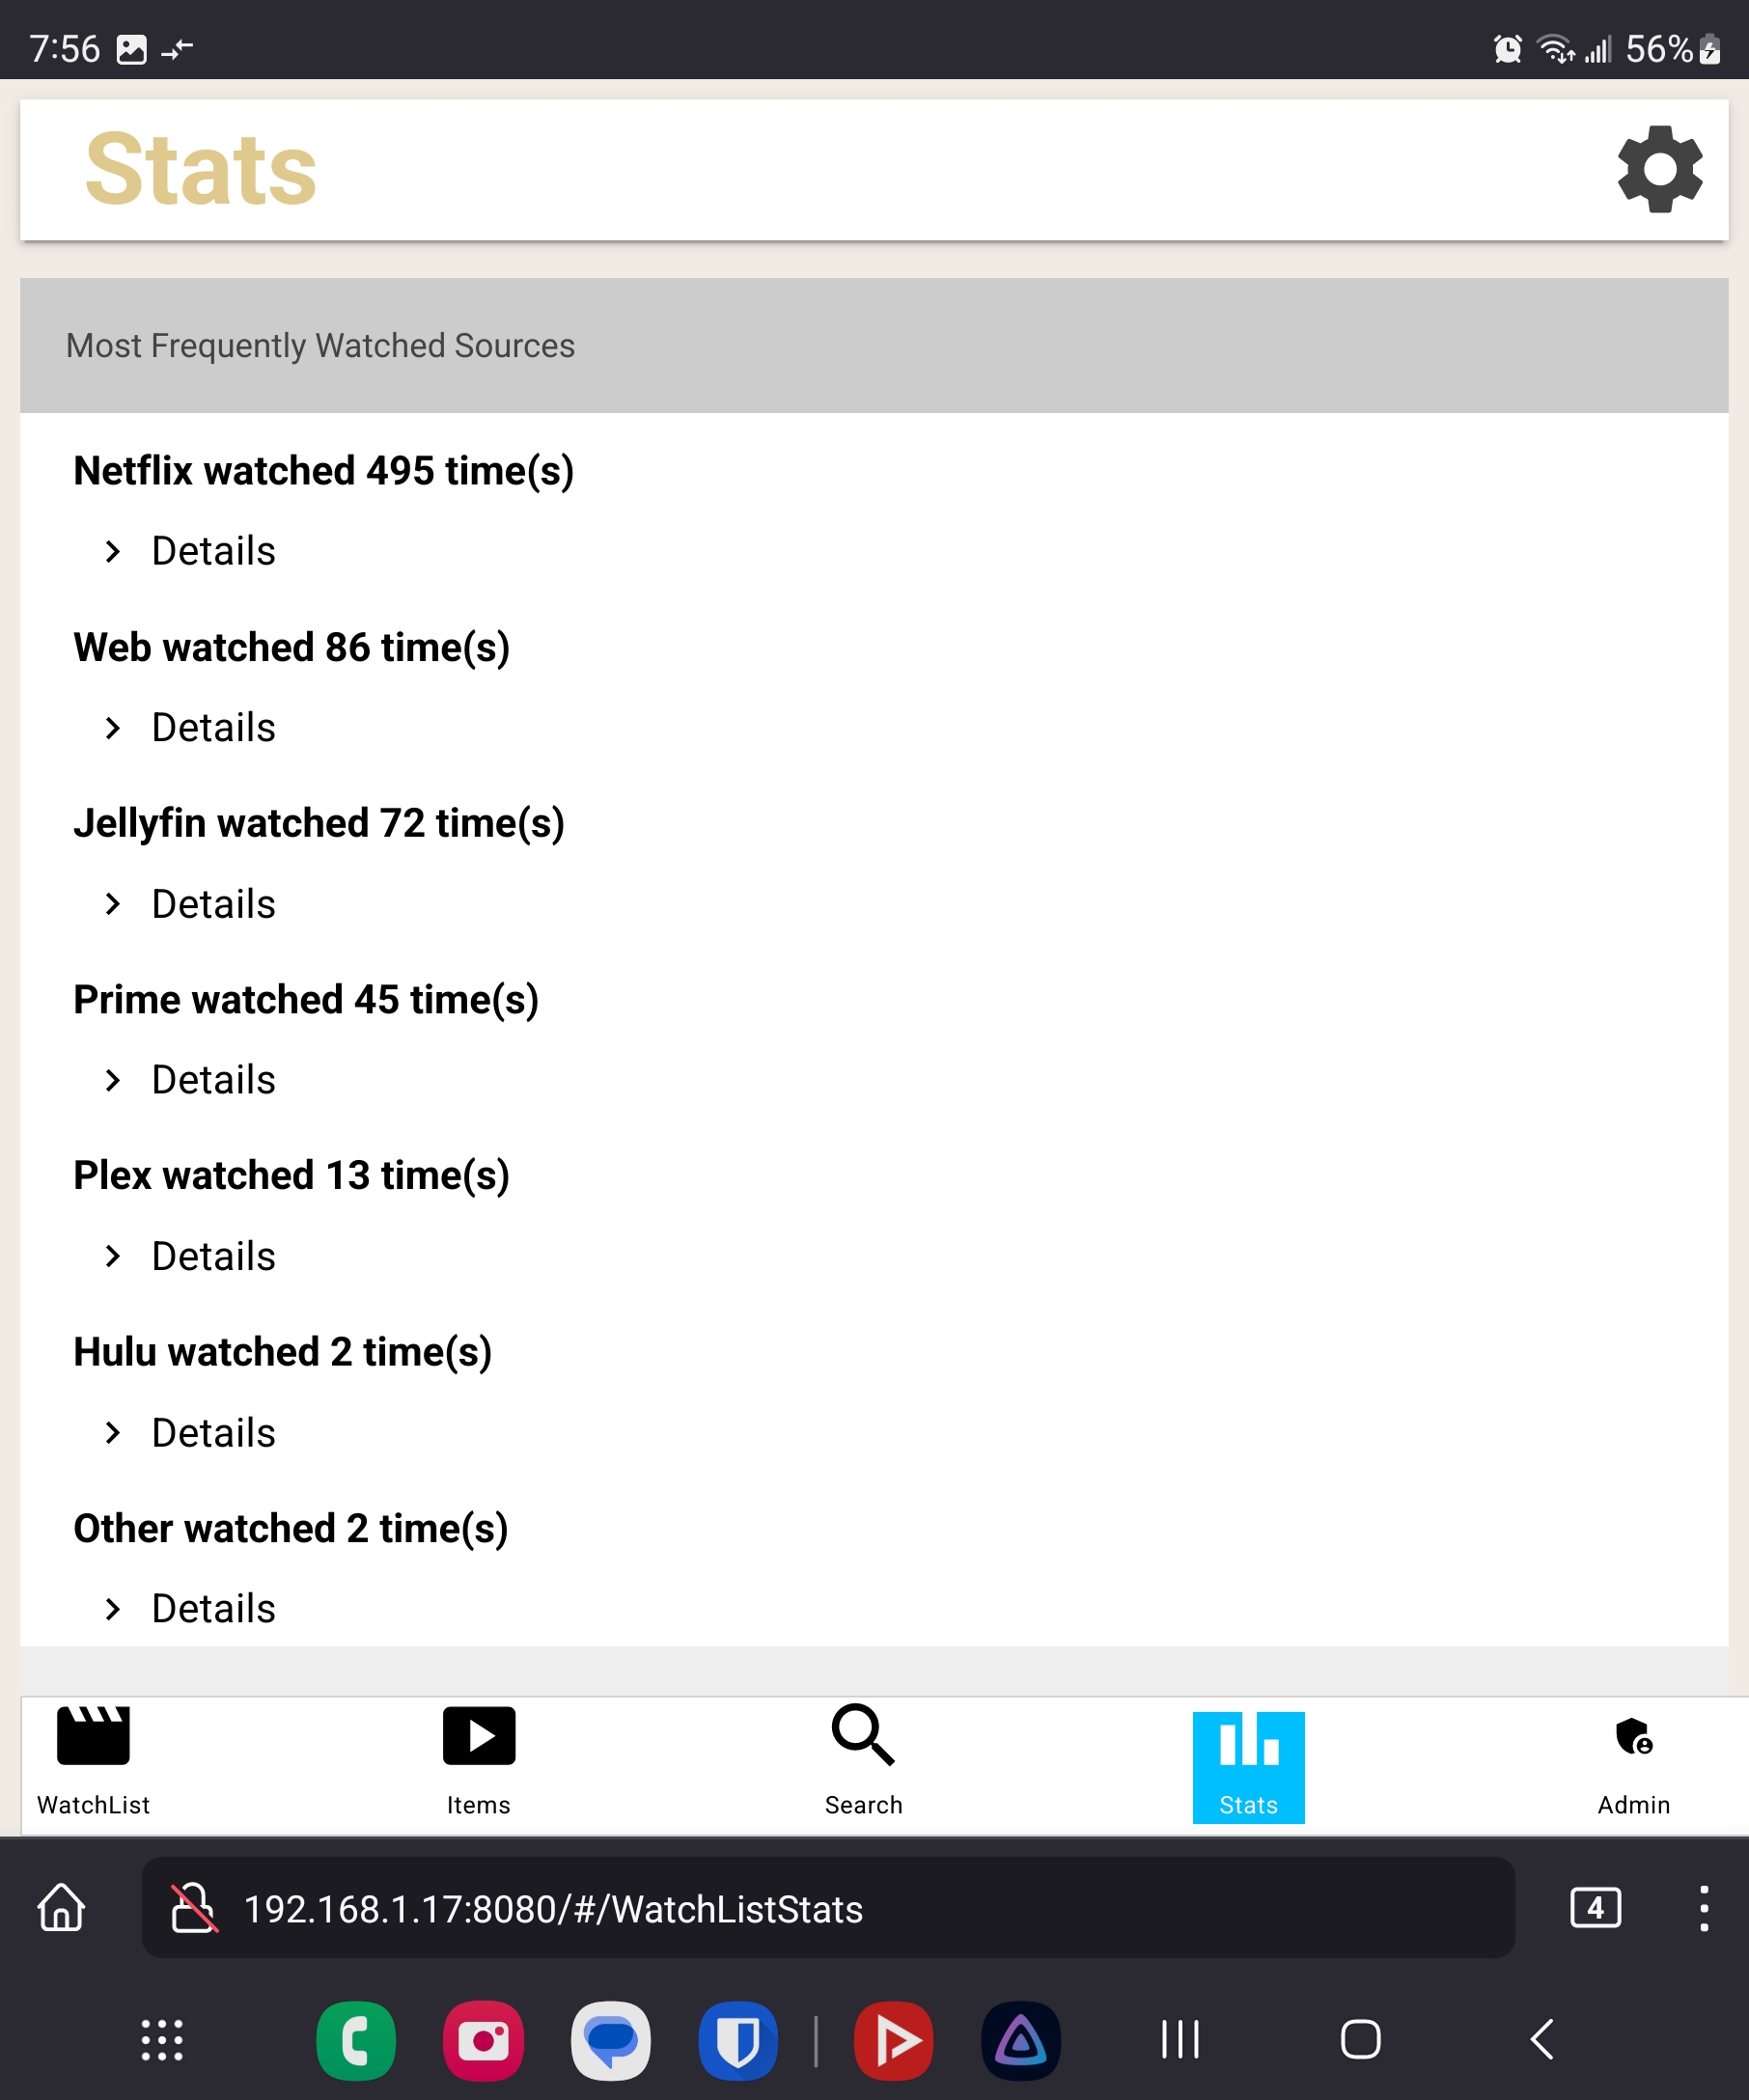 7:56
56%
Stats
Most Frequently Watched Sources
Netflix watched 495 time(s)
Details
Web watched 86 time(s)
Details
Jellyfin watched 72 time(s)
Details
Prime watched 45 time(s)
Details
Plex watched 13 time(s)
Details
Hulu watched 2 time(s)
Details
Other watched 2 time(s)
Details
WatchList
Items
Search
Stats
Admin
192.168.1.17:8080/#/WatchListStats
4